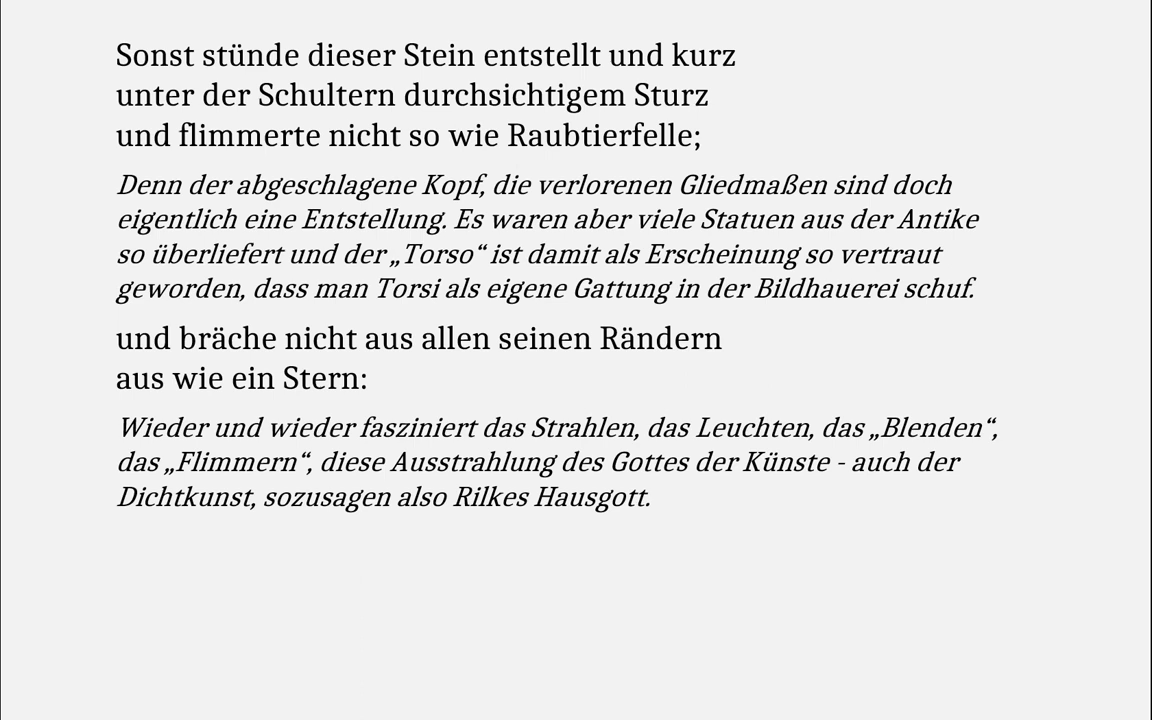 Sonst stünde dieser Stein entstellt und kurz
unter der Schultern durchsichtigem Sturz
und flimmerte nicht so wie Raubtierfelle;
Denn der abgeschlagene Kopf, die verlorenen Gliedmaßen sind doch
eigentlich eine Entstellung. Es waren aber viele Statuen aus der Antike
so überliefert und der „Torso“ ist damit als Erscheinung so vertraut
geworden, dass man Torsi als eigene Gattung in der Bildhauerei schuf.
und bräche nicht aus allen seinen Rändern
aus wie ein Stern:
Wieder und wieder fasziniert das Strahlen, das Leuchten, das „Blenden“,
das „Flimmern“, diese Ausstrahlung des Gottes der Künste - auch der
Dichtkunst, sozusagen also Rilkes Hausgott.